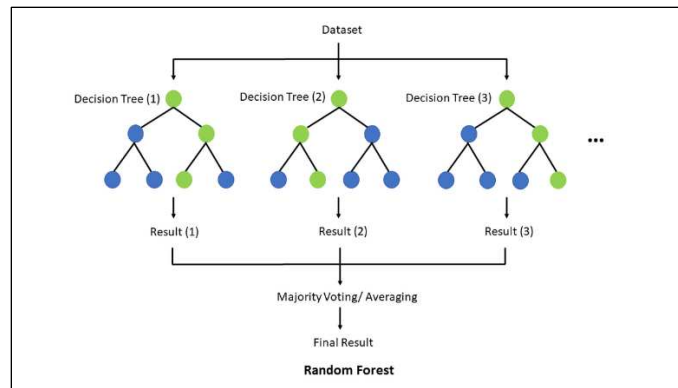 Dataset
Decision Tree (1)
Decision Tree (2)
Decision Tree (3)
...
Result (1)
Result (2)
Result (3)
Majority Voting/ Averaging
Final Result
Random Forest